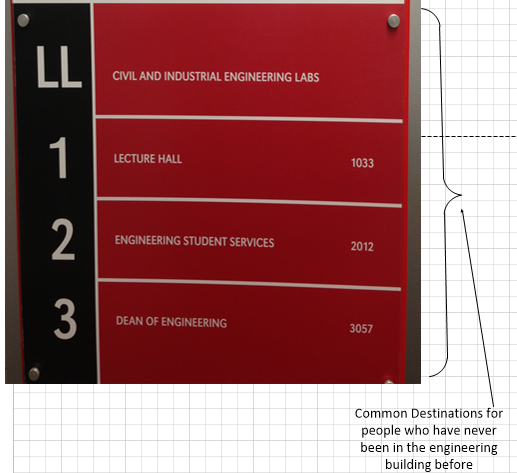 LL CIVIL AND INDUSTRIAL ENGINEERING LABS
1 LECTURE HALL 1033
2 ENGINEERING STUDENT SERVICES 2012
3 DEAN OF ENGINEERING 3057
Common Destinations for
people who have never
been in the engineering
building before